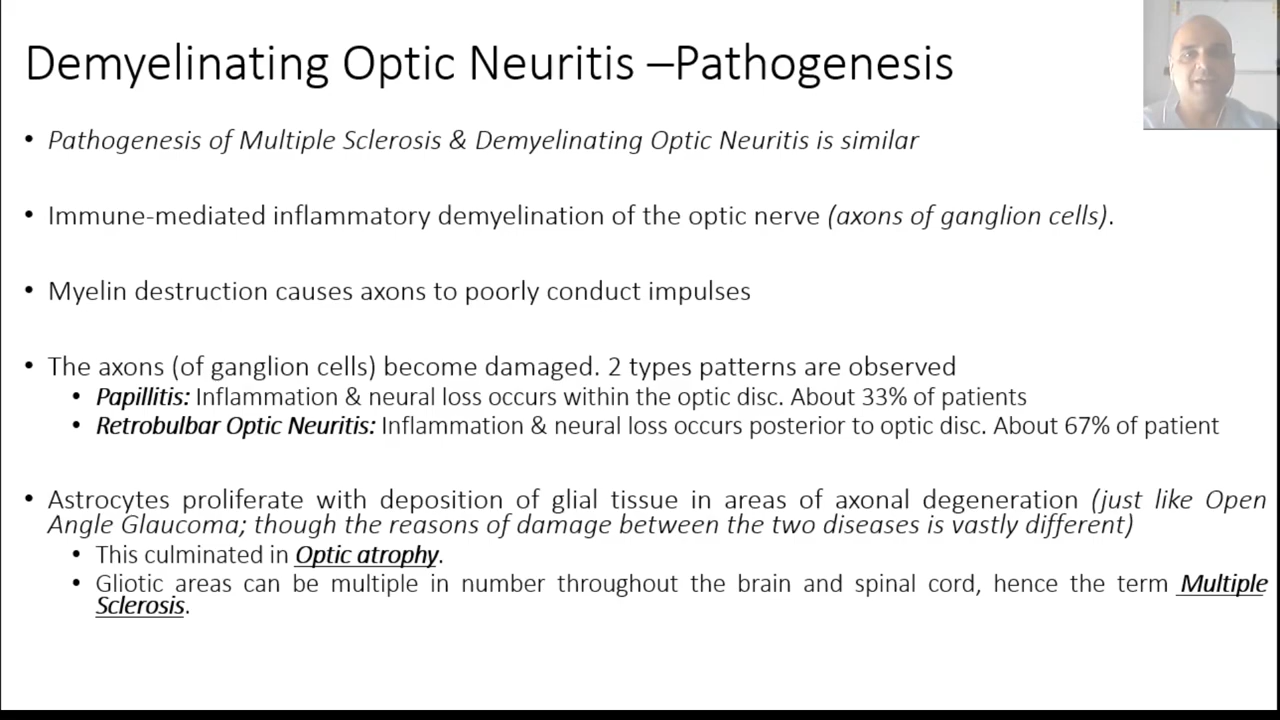 Demyelinating Optic Neuritis –Pathogenesis
• Pathogenesis of Multiple Sclerosis & Demyelinating Optic Neuritis is similar
• Immune-mediated inflammatory demyelination of the optic nerve (axons of ganglion cells).
• Myelin destruction causes axons to poorly conduct impulses
• The axons (of ganglion cells) become damaged. 2 types patterns are observed
• Papillitis: Inflammation & neural loss occurs within the optic disc. About 33% of patients
• Retrobulbar Optic Neuritis: Inflammation & neural loss occurs posterior to optic disc. About 67% of patient
• Astrocytes proliferate with deposition of glial tissue in areas of axonal degeneration (just like Open
Angle Glaucoma; though the reasons of damage between the two diseases is vastly different)
• This culminated in Optic atrophy.
• Gliotic areas can be multiple in number throughout the brain and spinal cord, hence the term Multiple
Sclerosis.